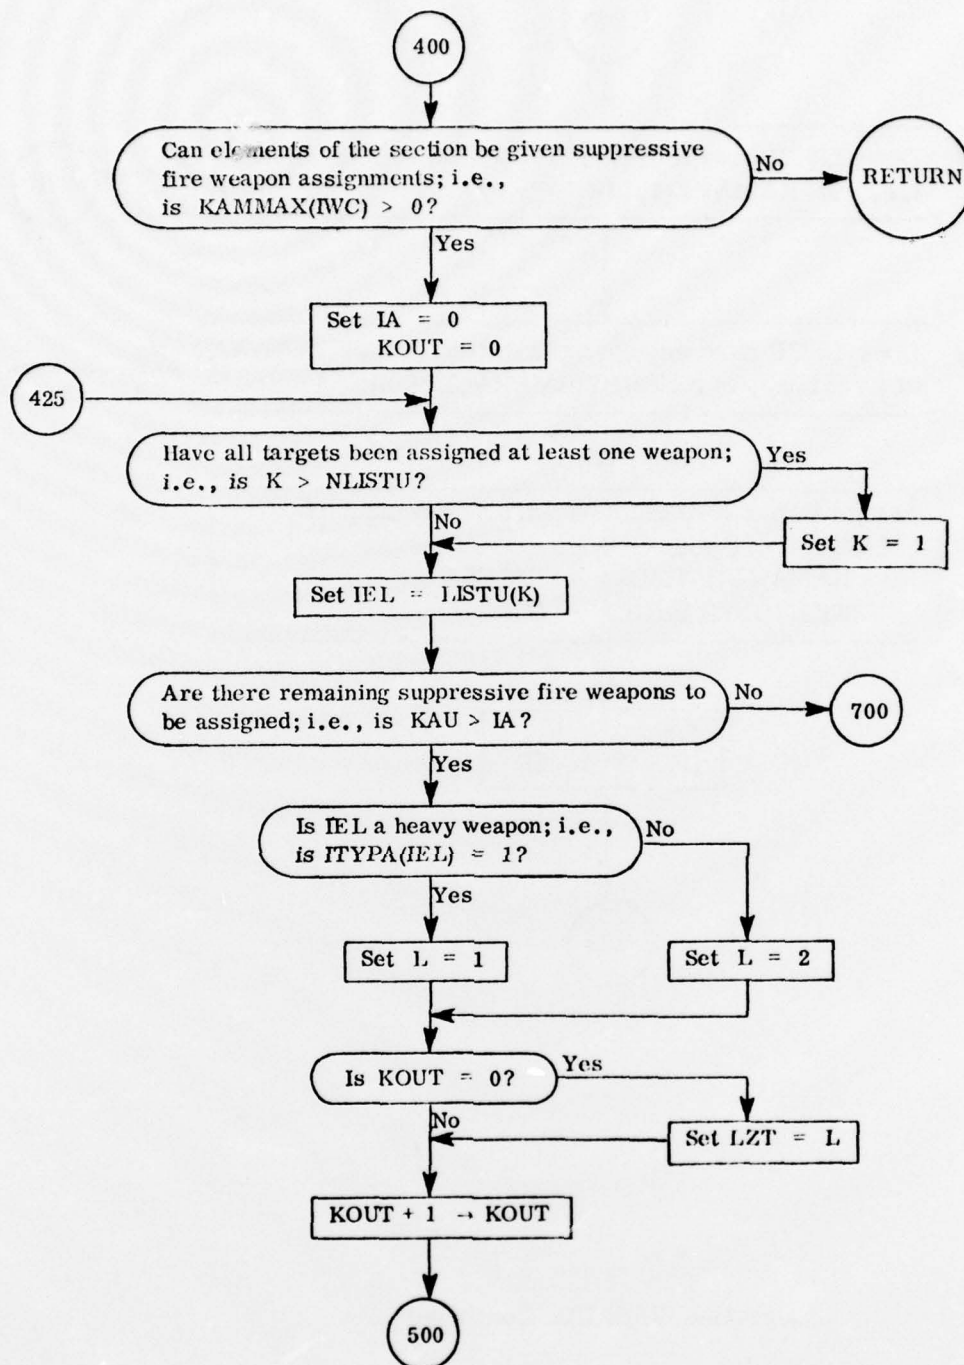 400
Can elements of the section be given suppressive
fire weapon assignments; i.e.,
is KAMMAX(IWC) > 0?
No
RETURN
Yes
Set IA = 0
KOUT = 0
425
Have all targets been assigned at least one weapon;
i.e., is K > NLISTU?
Yes
No
Set K = 1
Set IEL = LISTU(K)
Are there remaining suppressive fire weapons to
be assigned; i.e., is KAU > IA?
No
700
Yes
Is IEL a heavy weapon; i.e.,
is ITYPA(IEL) = 1?
No
Yes
Set L = 1
Set L = 2
Is KOUT = 0?
Yes
No
Set LZT = L
KOUT + 1 → KOUT
500